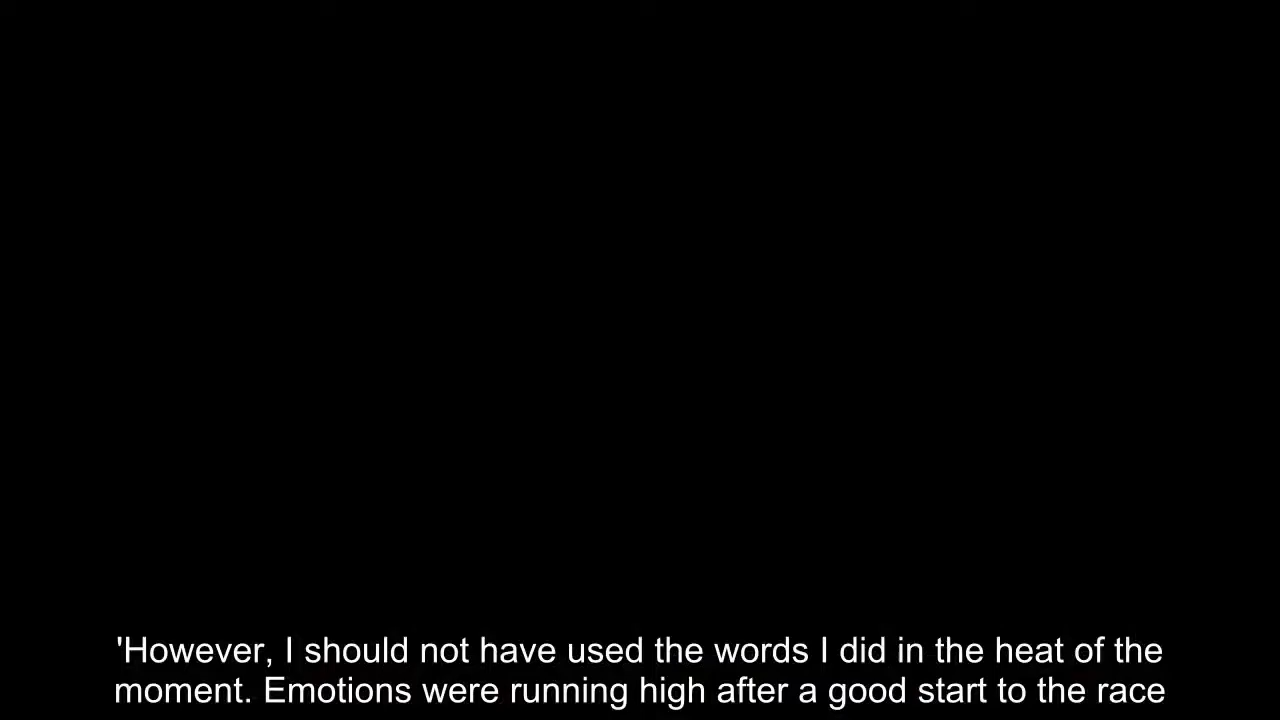 'However, I should not have used the words I did in the heat of the
moment. Emotions were running high after a good start to the race